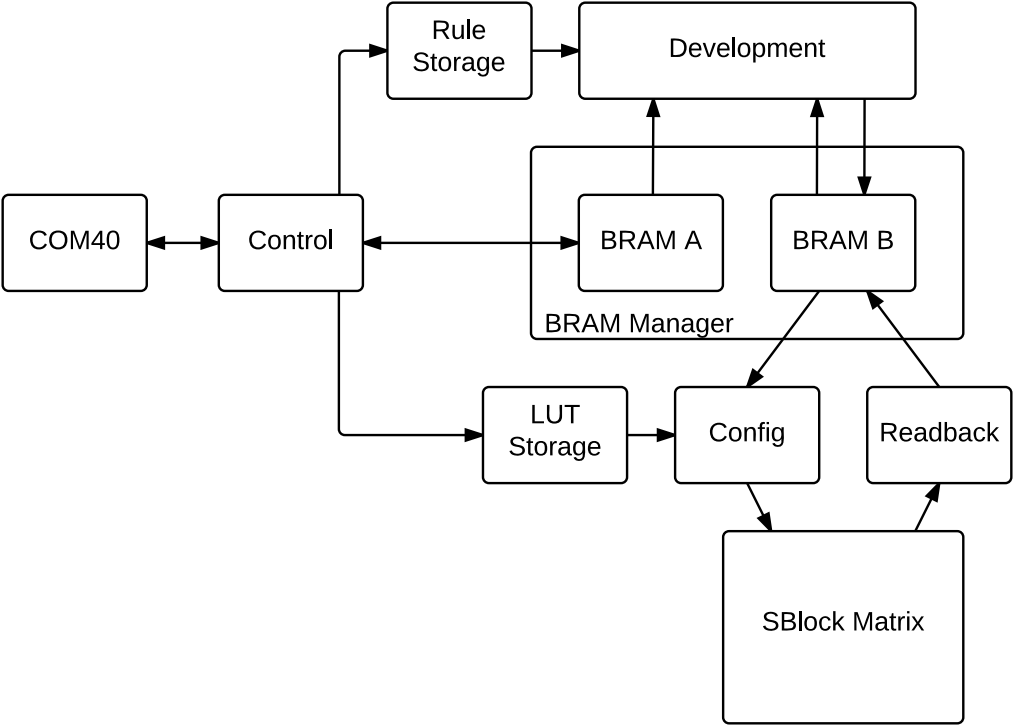 Rule
Storage
Development
COM40
Control
BRAM A
BRAM B
BRAM Manager
LUT
Storage
Config
Readback
SBlock Matrix